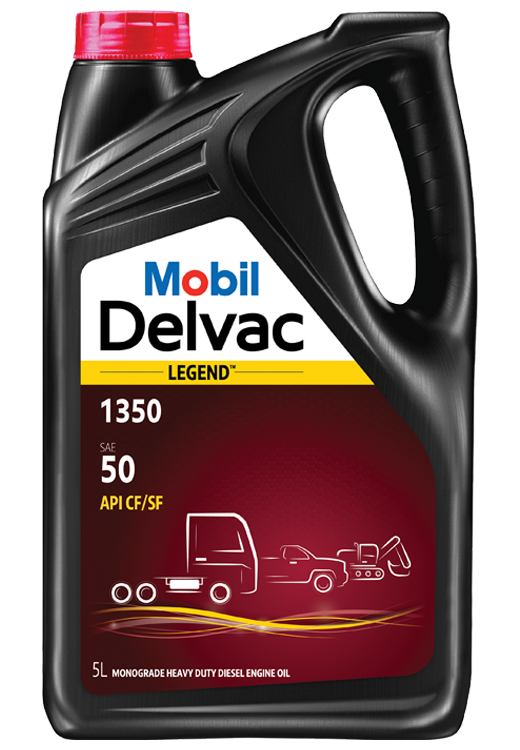 Mobil
Delvac
LEGEND™
1350
SAE
50
API CF/SF
5L MONOGRADE HEAVY DUTY DIESEL ENGINE OIL